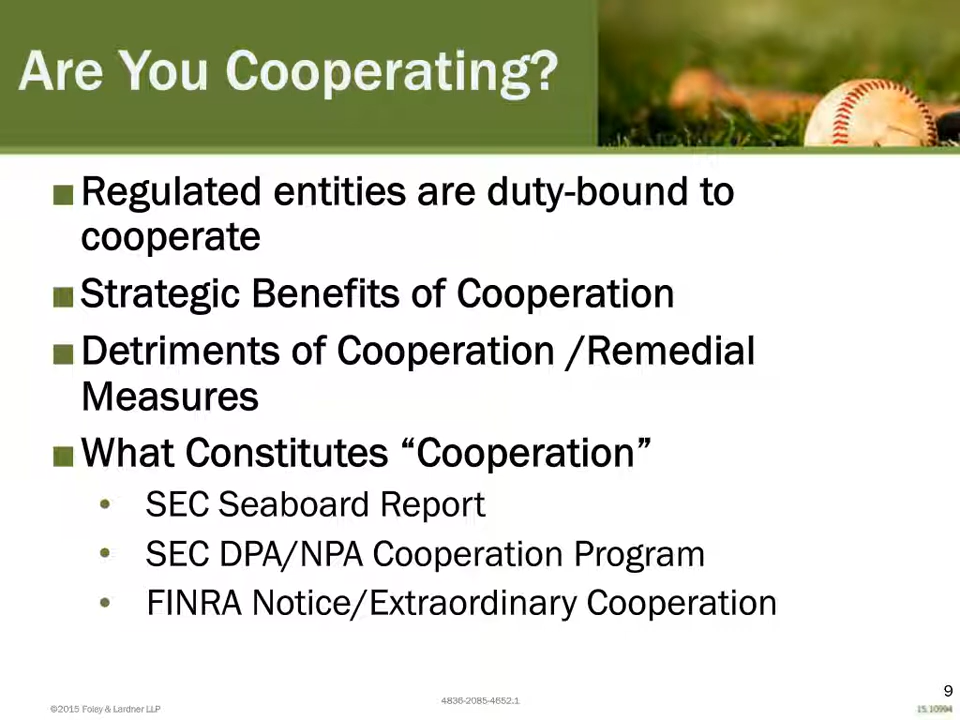 Are You Cooperating?
■ Regulated entities are duty-bound to
cooperate
■ Strategic Benefits of Cooperation
■ Detriments of Cooperation /Remedial
Measures
■ What Constitutes “Cooperation”
• SEC Seaboard Report
• SEC DPA/NPA Cooperation Program
• FINRA Notice/Extraordinary Cooperation
9
©2015 Foley & Lardner LLP
4836-2085-4652.1
15.10994